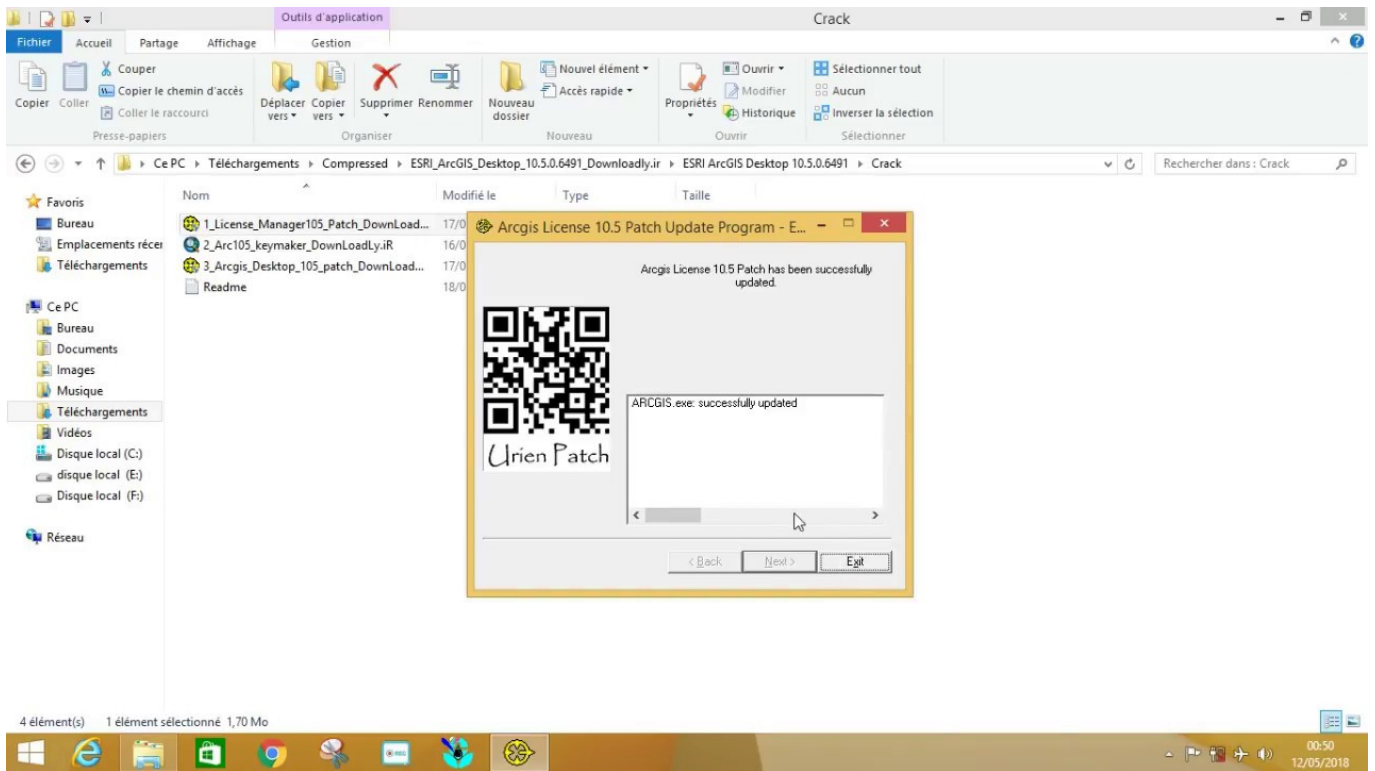 Outils d'application
Crack
Fichier Accueil Partage Affichage Gestion
Copier
Coller
Couper
Copier le chemin d'accès
Coller le raccourci
Presse-papiers
Déplacer vers
Copier vers
Supprimer
Renommer
Organiser
Nouveau dossier
Nouvel élément
Accès rapide
Nouveau
Propriétés
Ouvrir
Modifier
Historique
Ouvrir
Sélectionner tout
Aucun
Inverser la sélection
Sélectionner
Ce PC Téléchargements Compressed ESRI_ArcGIS_Desktop_10.5.0.6491_Downloadly.ir ESRI ArcGIS Desktop 10.5.0.6491 Crack
Rechercher dans : Crack
Favoris
Bureau
Emplacements récer
Téléchargements
Ce PC
Bureau
Documents
Images
Musique
Téléchargements
Vidéos
Disque local (C:)
disque local (E:)
Disque local (F:)
Réseau
Nom Modifié le Type Taille
1_License_Manager105_Patch_DownLoad... 17/0
2_Arc105_keymaker_DownLoadLy.iR 16/0
3_Arcgis_Desktop_105_patch_DownLoad... 17/0
Readme 18/0
Arcgis License 10.5 Patch Update Program - E...
Arcgis License 10.5 Patch has been successfully
updated.
Urien Patch
ARCGIS.exe: successfully updated
< Back Next > Exit
4 élément(s) 1 élément sélectionné 1,70 Mo
00:50
12/05/2018